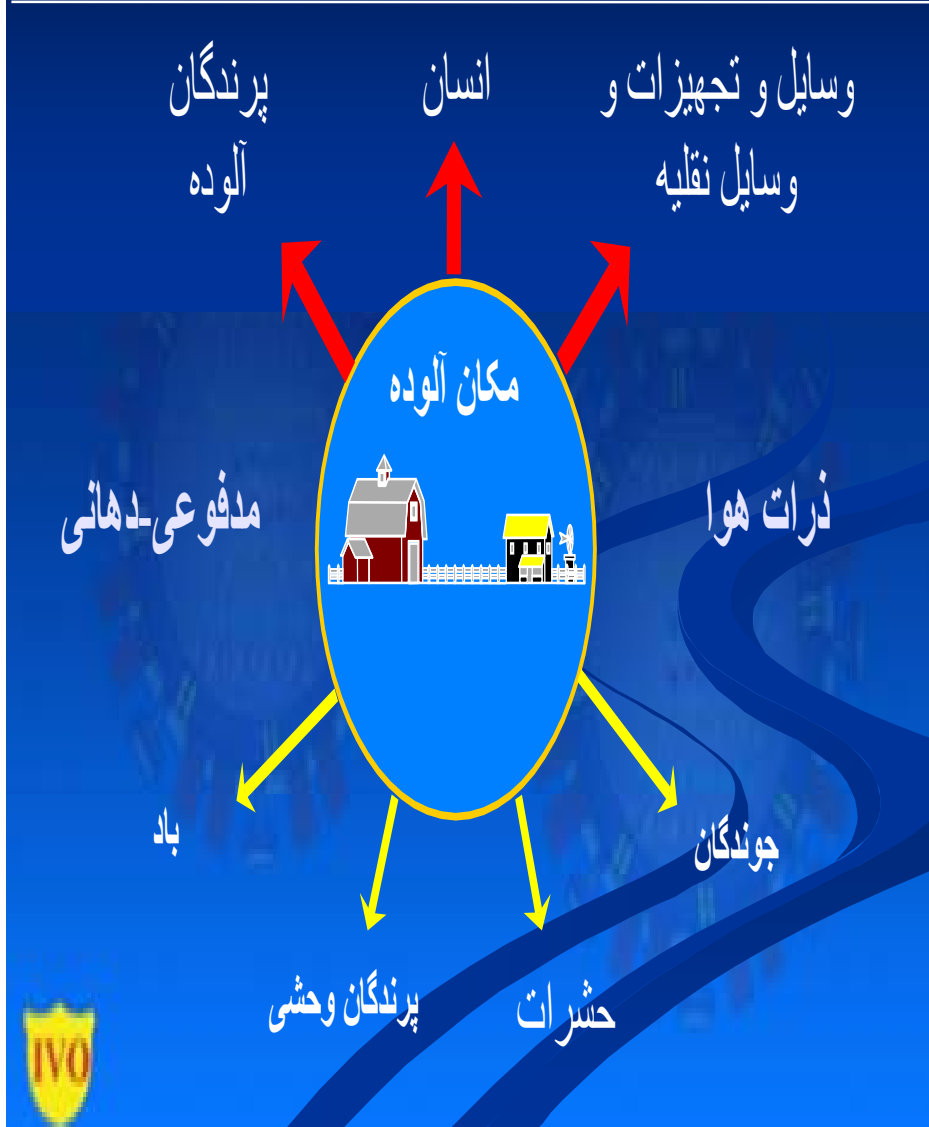 وسایل و تجهیزات و
وسایل نقلیه
انسان
پرندگان
آلوده
مکان آلوده
ذرات هوا
مدفوعی-دهانی
جوندگان
باد
حشرات
پرندگان وحشی
IVO